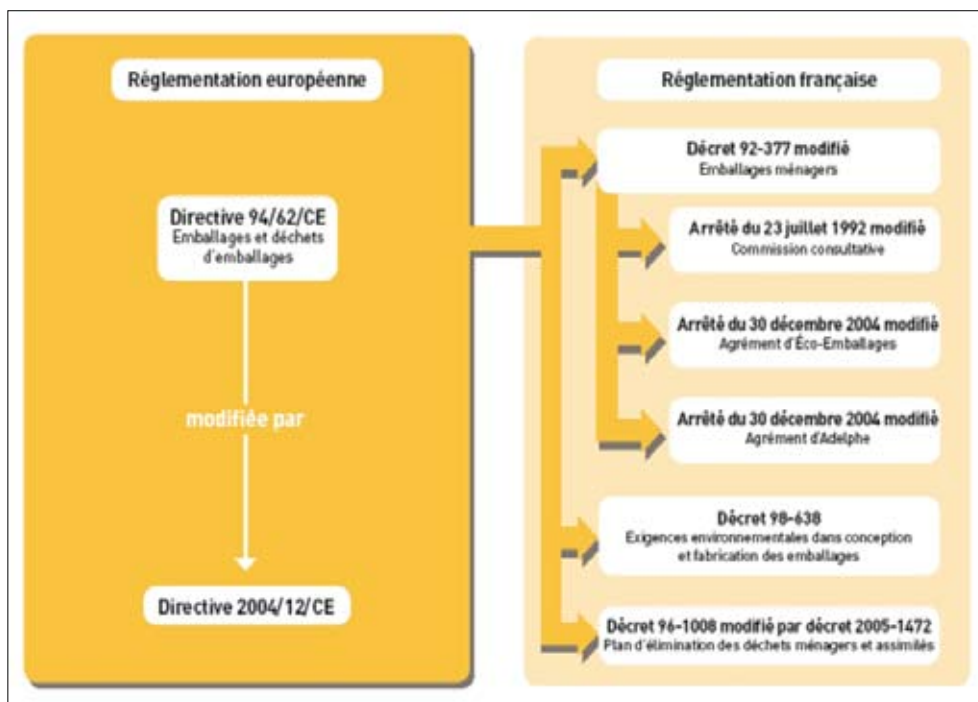 Réglementation européenne
Directive 94/62/CE
Emballages et déchets
d'emballages
modifiée par
Directive 2004/12/CE
Réglementation française
Décret 92-377 modifié
Emballages ménagers
Arrêté du 23 juillet 1992 modifié
Commission consultative
Arrêté du 30 décembre 2004 modifié
Agrément d'Éco-Emballages
Arrêté du 30 décembre 2004 modifié
Agrément d'Adelphe
Décret 98-638
Exigences environnementales dans conception
et fabrication des emballages
Décret 96-1008 modifié par décret 2005-1472
Plan d'élimination des déchets ménagers et assimilés